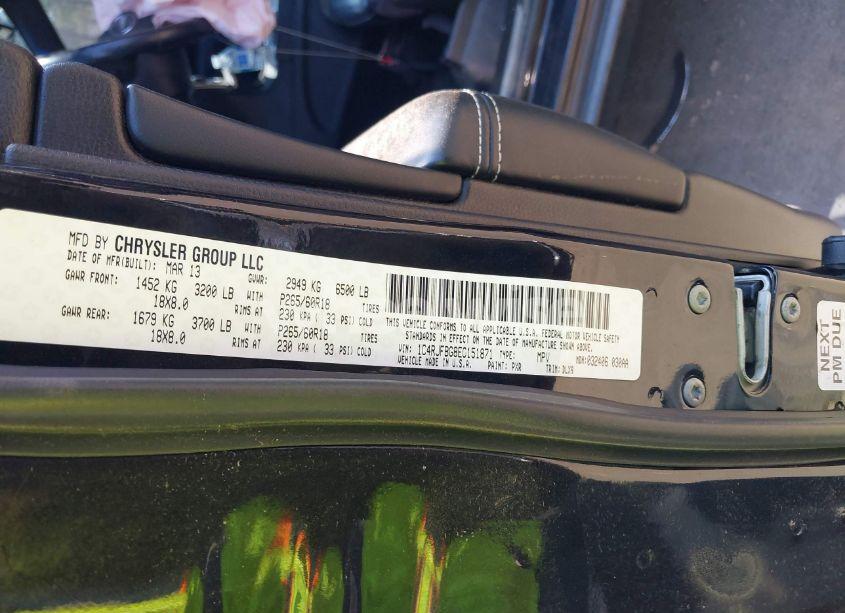 MFD BY CHRYSLER GROUP LLC
DATE OF MFR(BUILT): MAR 13 GVWR: 2949 KG 6500 LB
GAWR FRONT: 1452 KG 3200 LB WITH P265/60R18 TIRES
18X8.0 RIMS AT 230 KPA ( 33 PSI) COLD
GAWR REAR: 1679 KG 3700 LB WITH P265/60R18 TIRES
18X8.0 RIMS AT 230 KPA ( 33 PSI) COLD
THIS VEHICLE CONFORMS TO ALL APPLICABLE U.S.A. FEDERAL MOTOR VEHICLE SAFETY
STANDARDS IN EFFECT ON THE DATE OF MANUFACTURE SHOWN ABOVE.
VIN: 1C4RJFBG8EC151871 TYPE: MPV MDH:032606 030AA
VEHICLE MADE IN U.S.A. PAINT: PXR TRIM: DLX9
NEXT
PM DUE